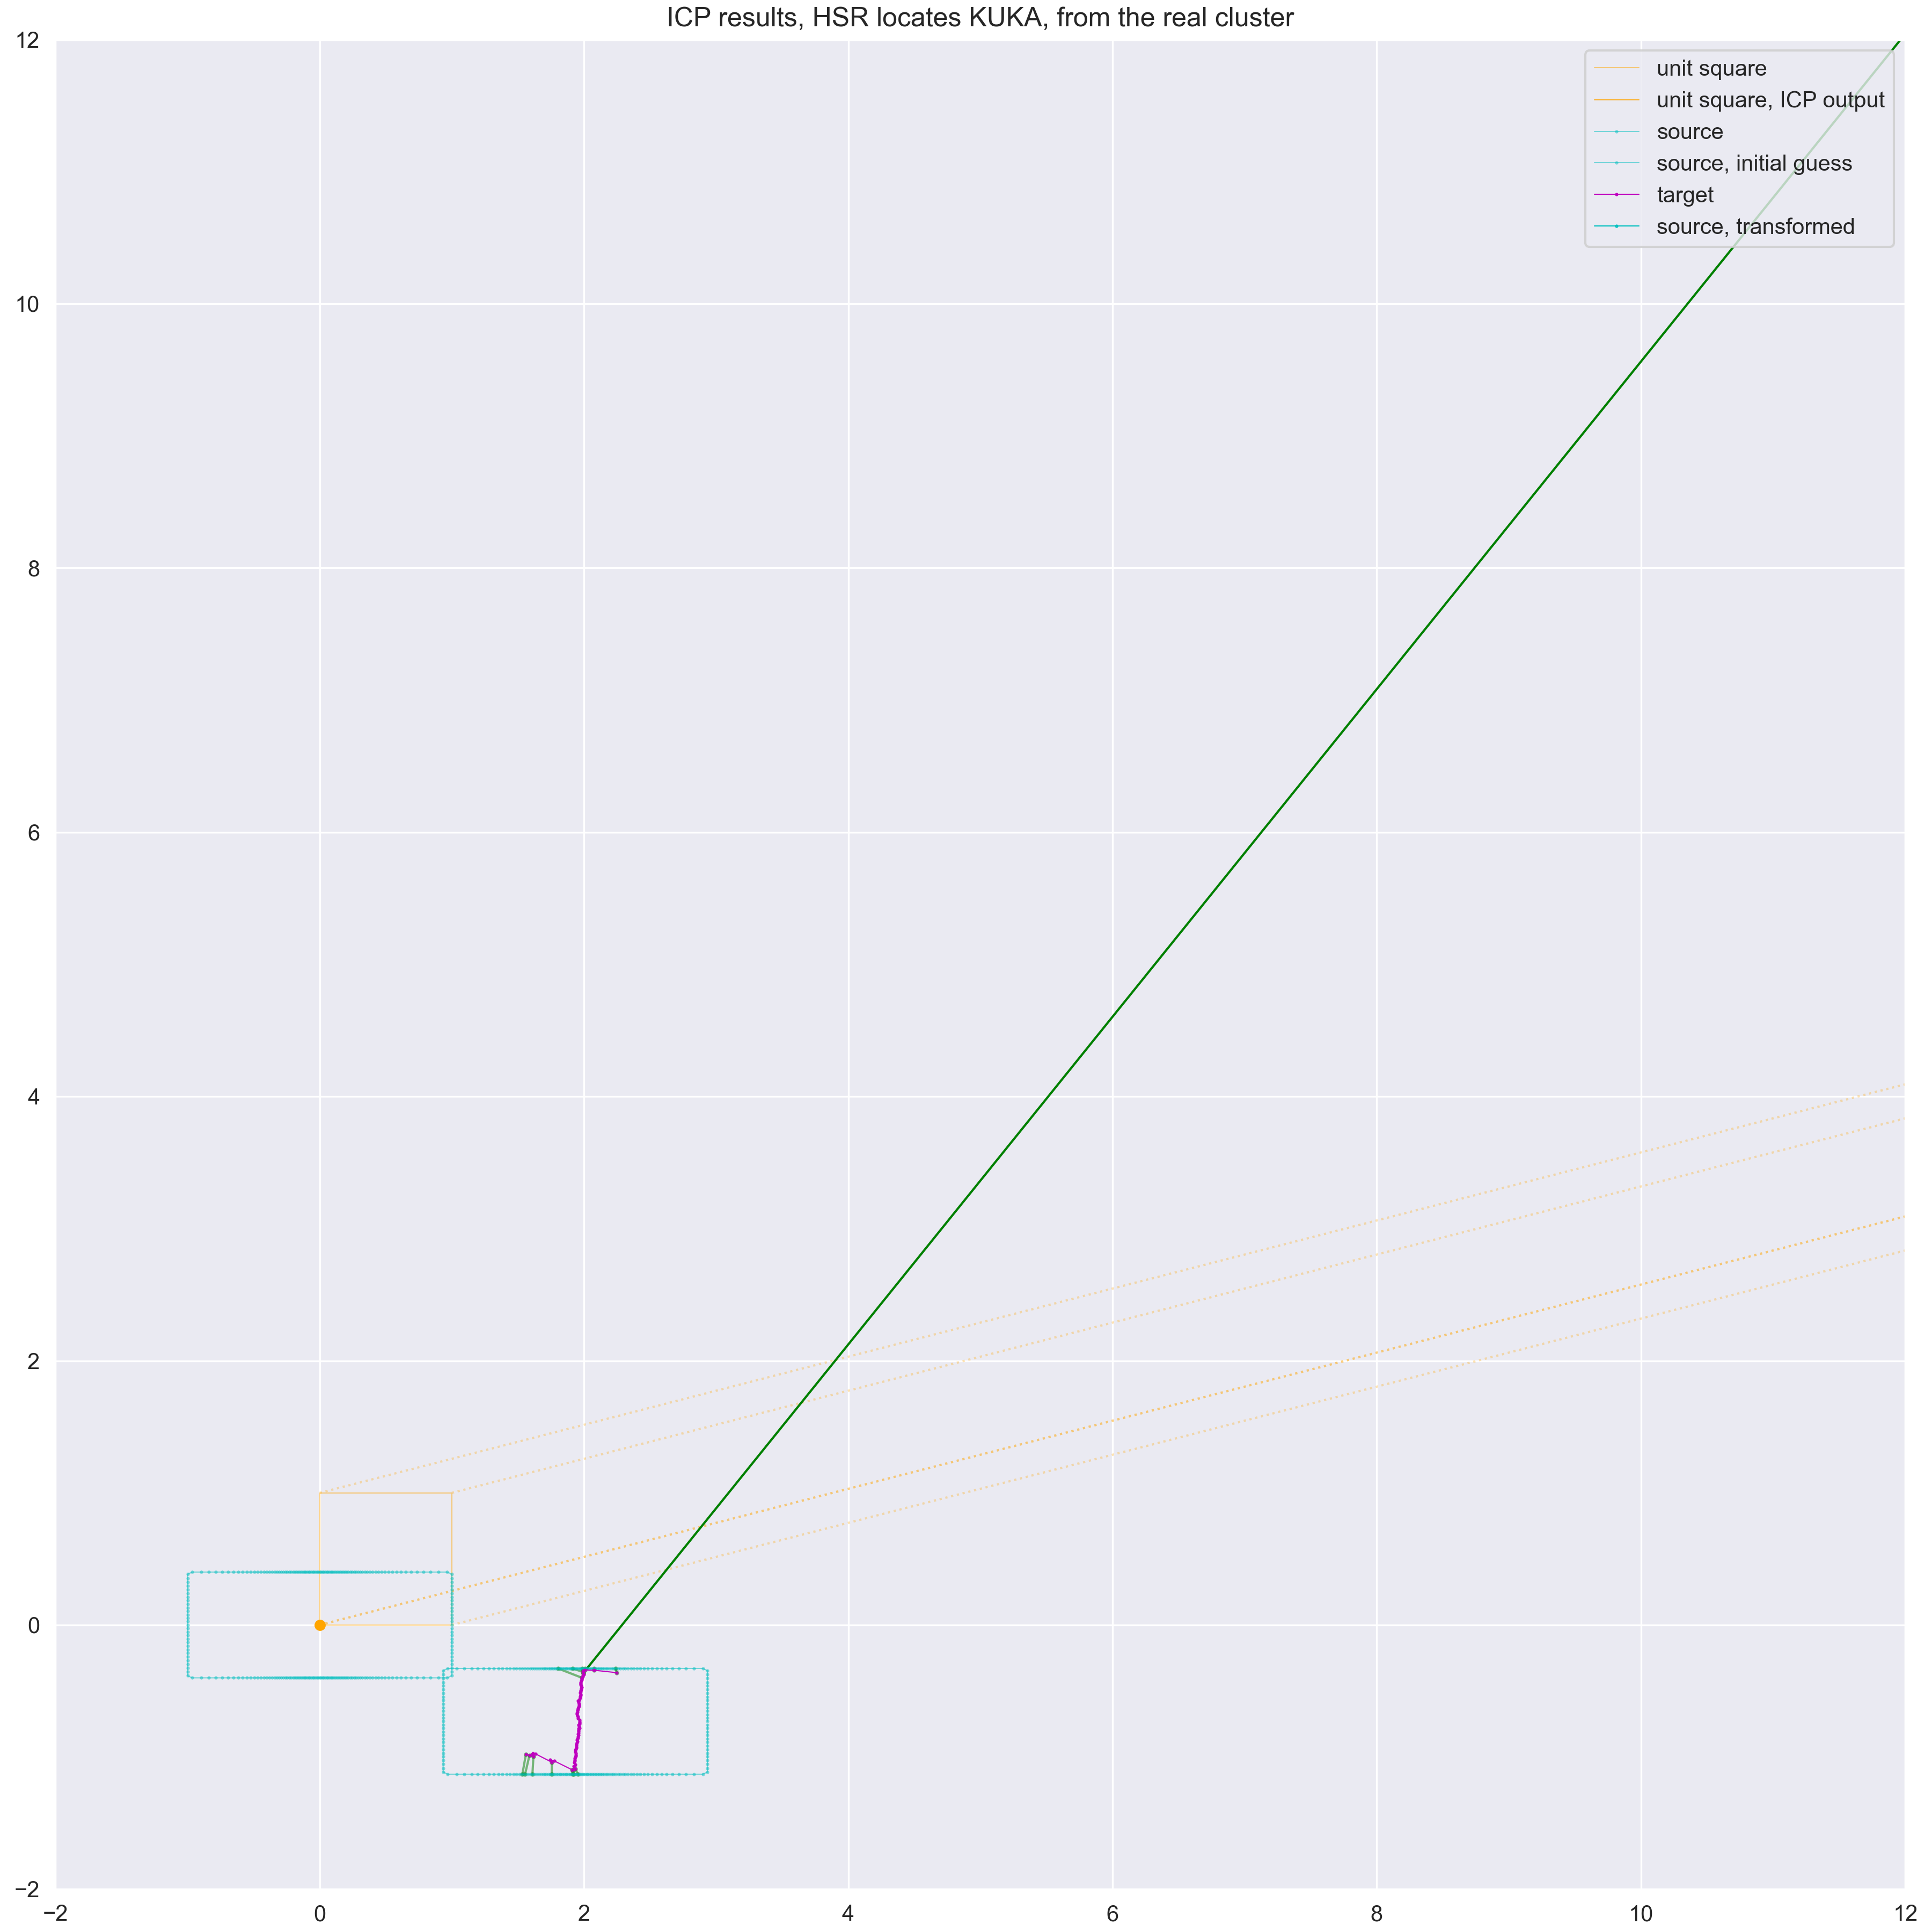 ICP results, HSR locates KUKA, from the real cluster
unit square
unit square, ICP output
source
source, initial guess
target
source, transformed
12
10
8
6
4
2
0
−2
−2 0 2 4 6 8 10 12